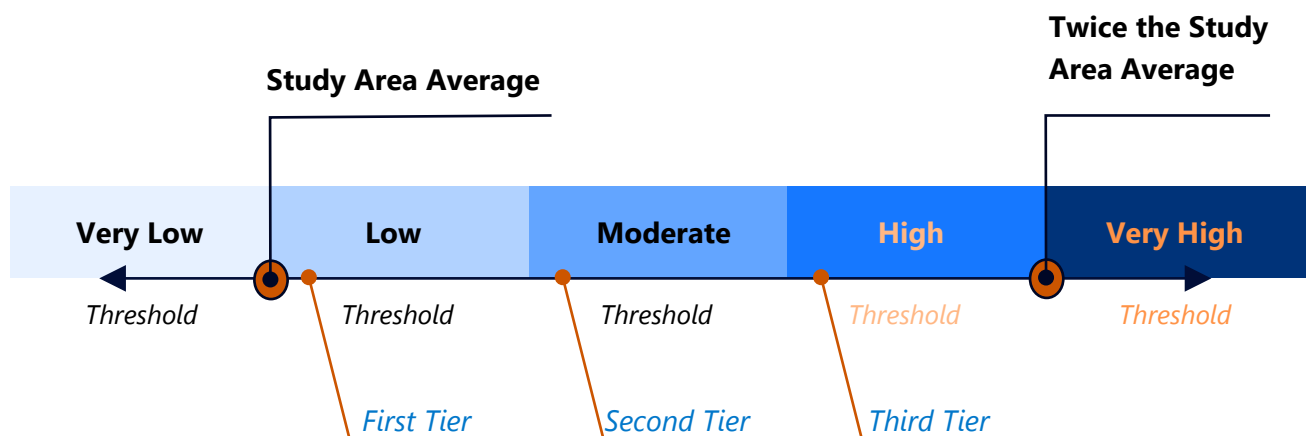 Twice the Study
Area Average
Study Area Average
Very Low
Low
Moderate
High
Very High
Threshold
Threshold
Threshold
Threshold
Threshold
First Tier
Second Tier
Third Tier